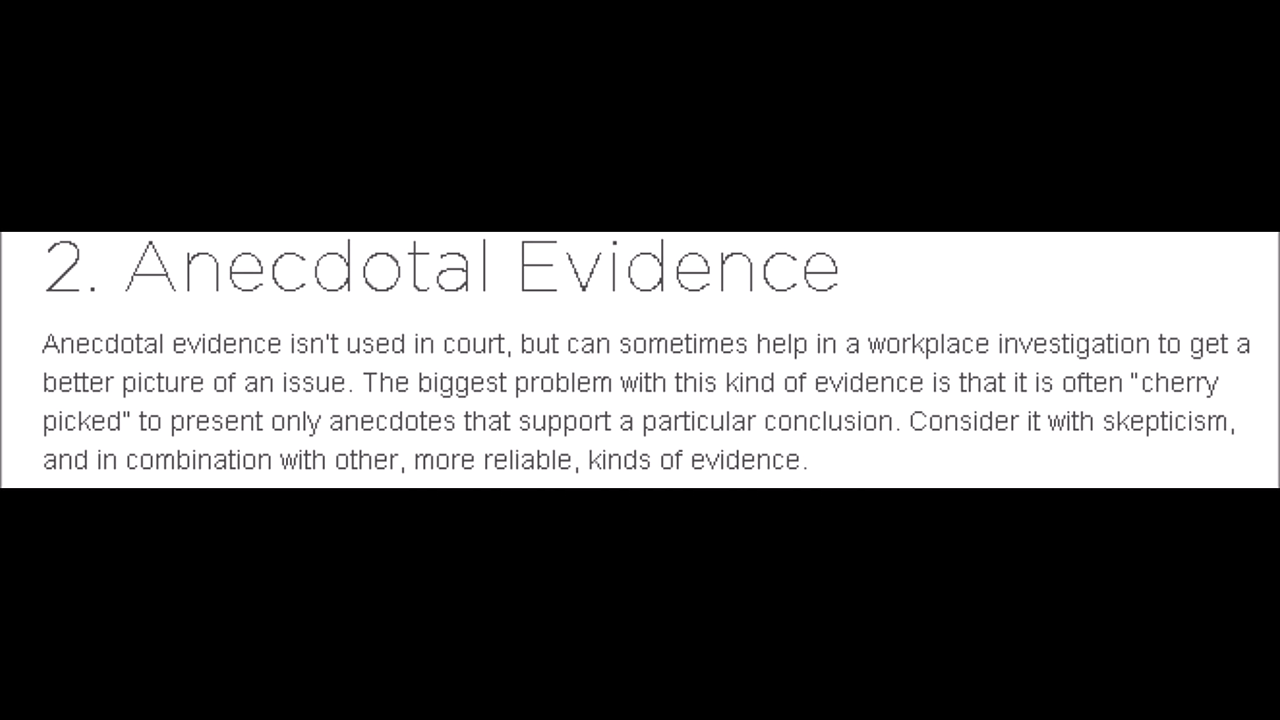 2. Anecdotal Evidence
Anecdotal evidence isn't used in court, but can sometimes help in a workplace investigation to get a
better picture of an issue. The biggest problem with this kind of evidence is that it is often "cherry
picked" to present only anecdotes that support a particular conclusion. Consider it with skepticism,
and in combination with other, more reliable, kinds of evidence.